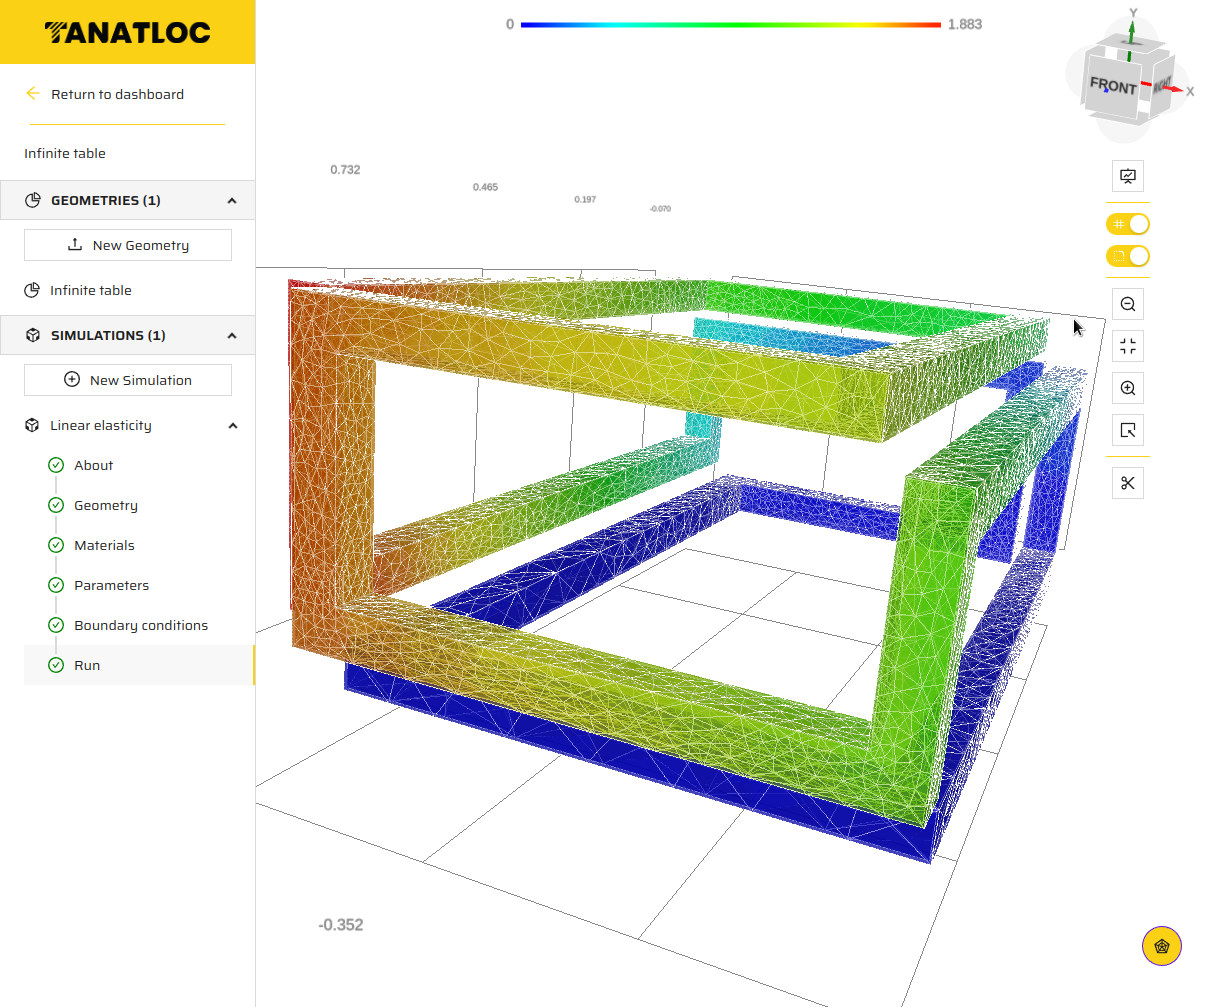 TANATLOC
Return to dashboard
Infinite table
GEOMETRIES (1)
New Geometry
Infinite table
SIMULATIONS (1)
New Simulation
Linear elasticity
About
Geometry
Materials
Parameters
Boundary conditions
Run
0 1.883
0.732
0.465
0.197
-0.070
-0.352
Y
FRONT
RIGHT
X